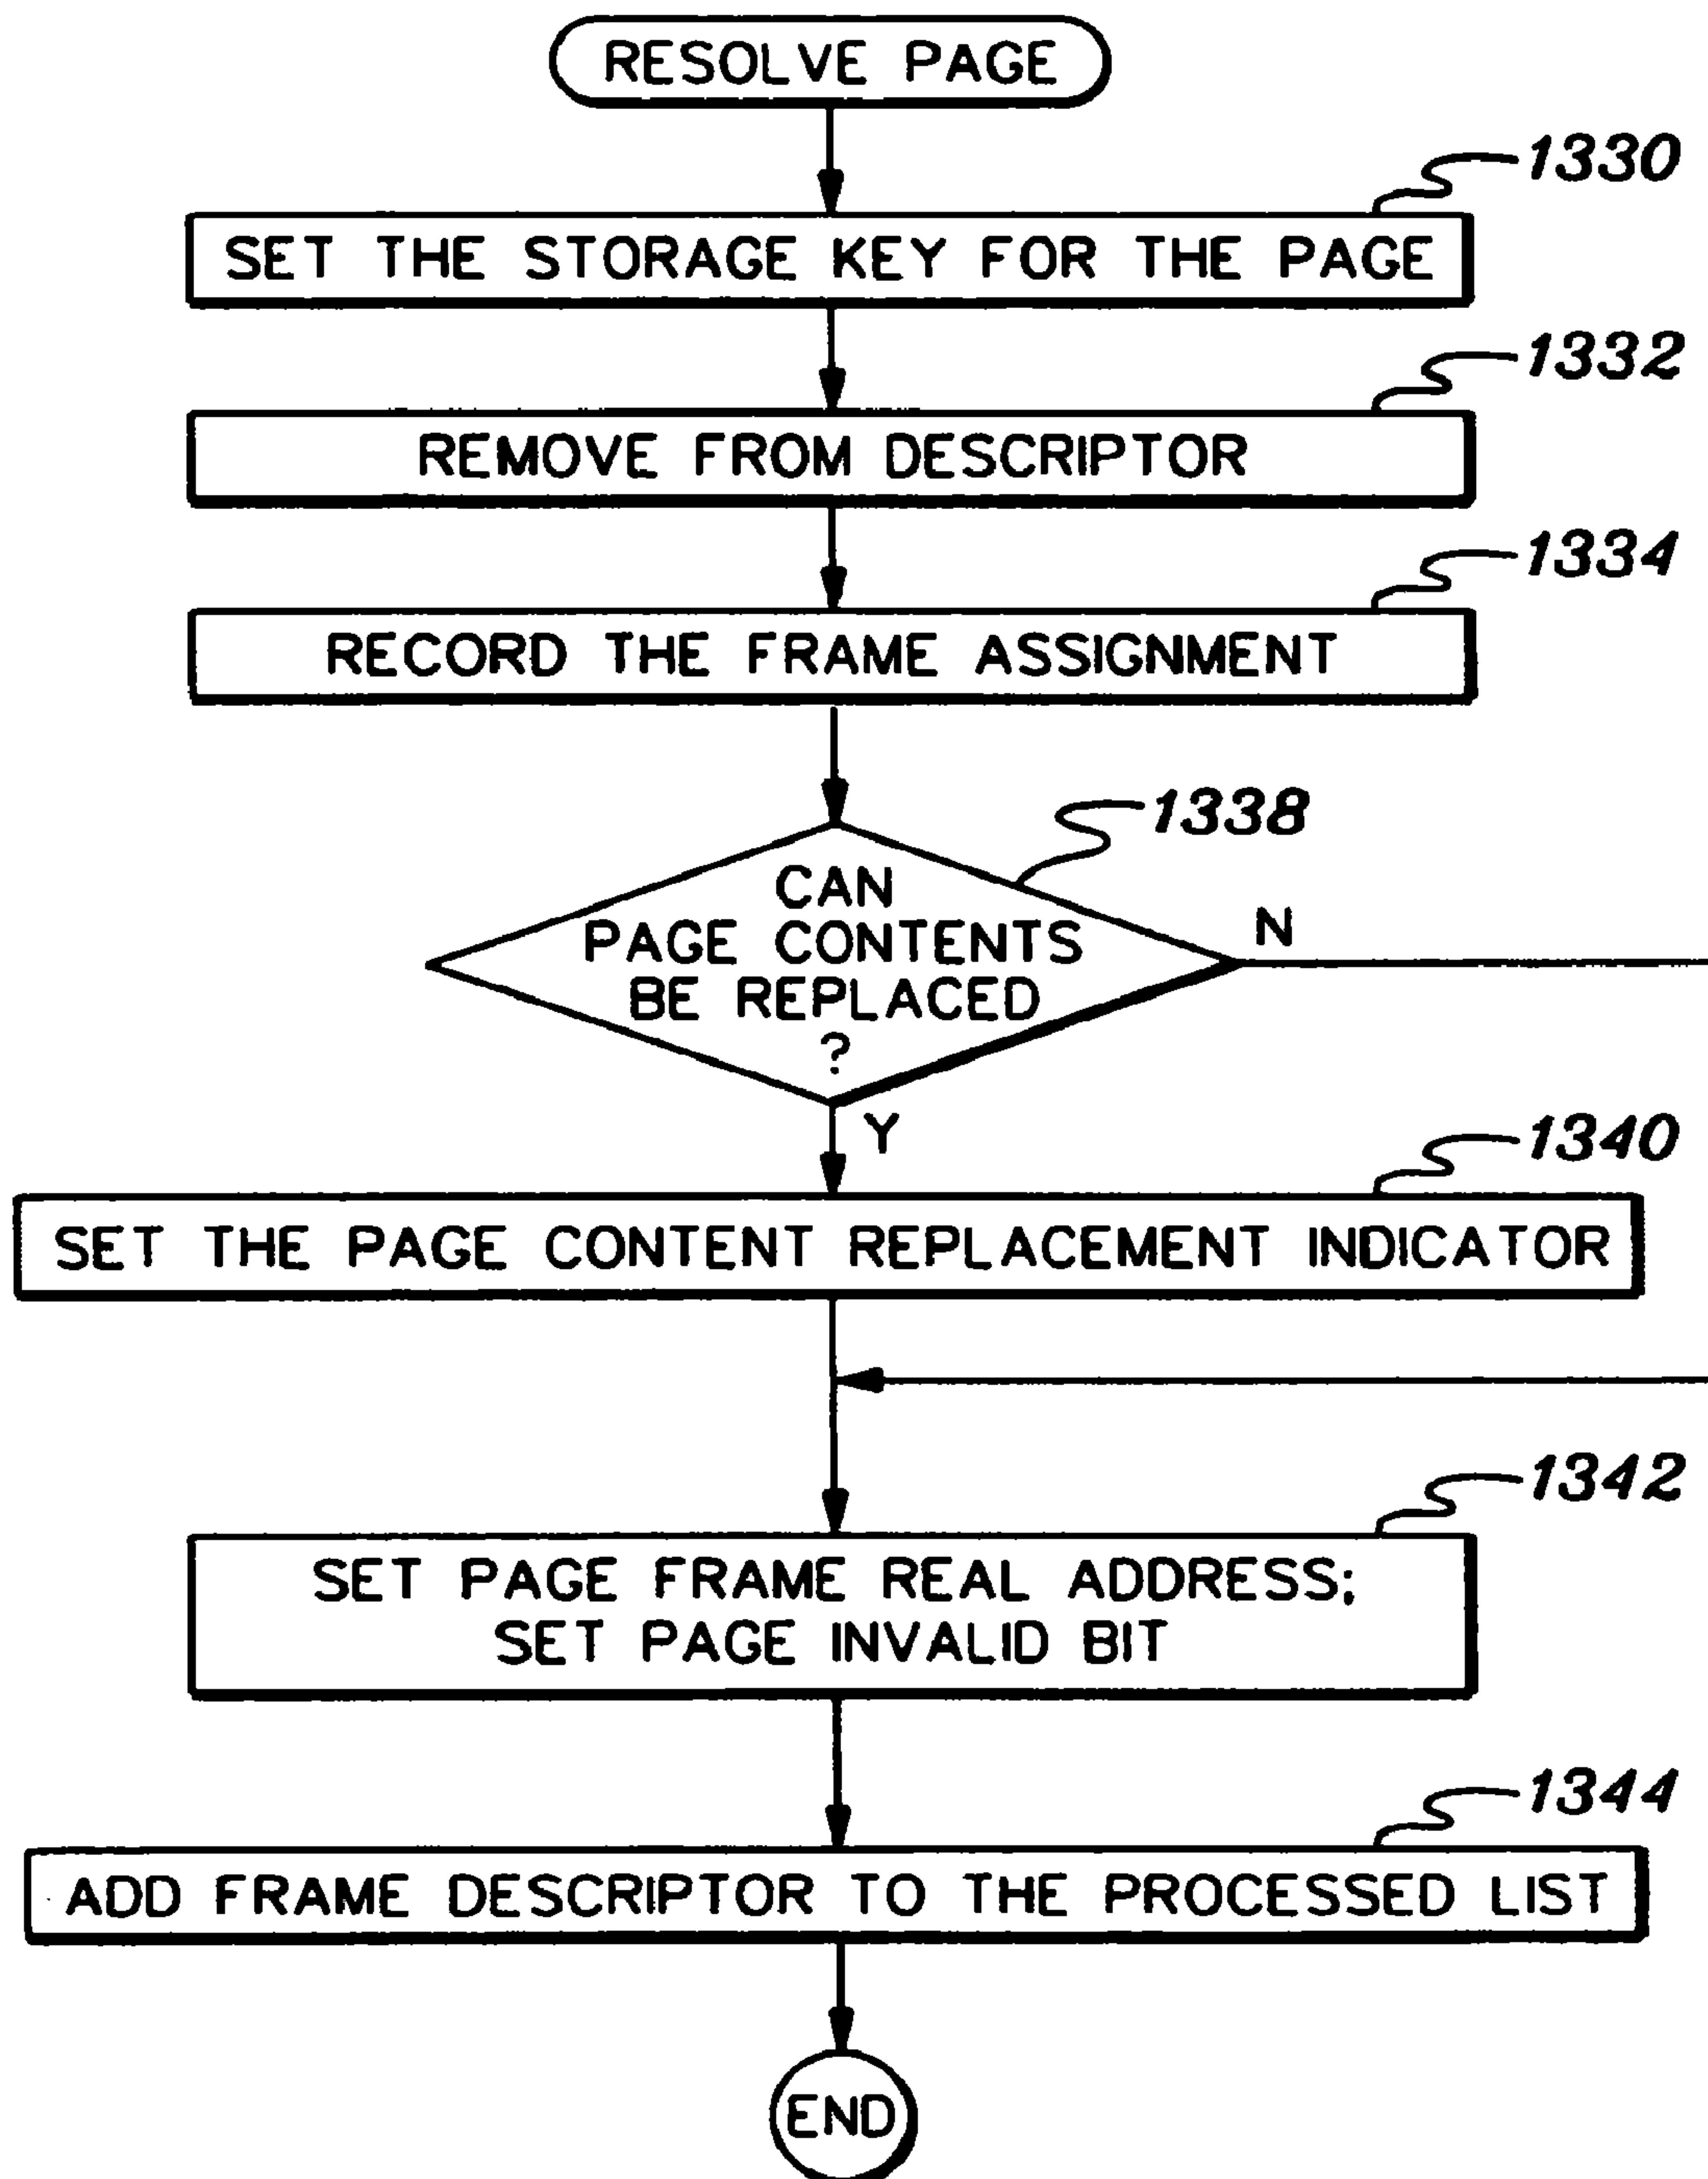 RESOLVE PAGE
1330
SET THE STORAGE KEY FOR THE PAGE
1332
REMOVE FROM DESCRIPTOR
1334
RECORD THE FRAME ASSIGNMENT
1338
CAN
PAGE CONTENTS
BE REPLACED
?
N
Y
1340
SET THE PAGE CONTENT REPLACEMENT INDICATOR
1342
SET PAGE FRAME REAL ADDRESS;
SET PAGE INVALID BIT
1344
ADD FRAME DESCRIPTOR TO THE PROCESSED LIST
END